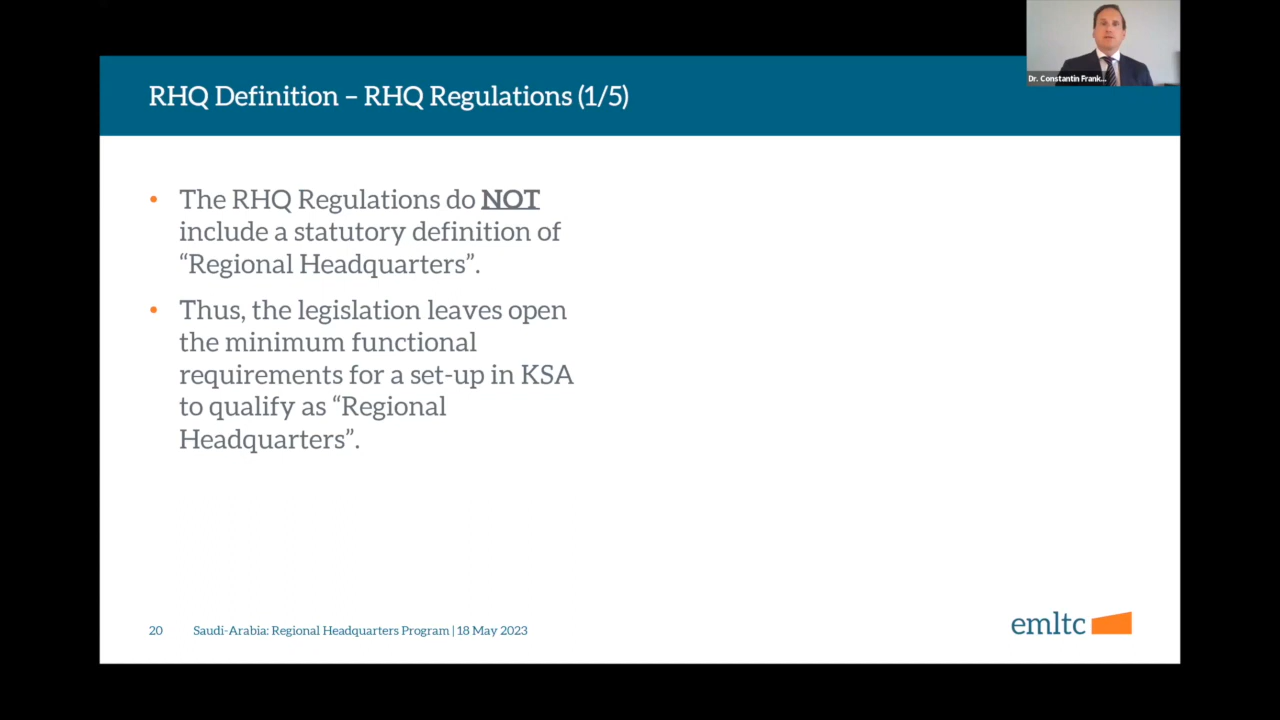 Dr. Constantin Frank...
RHQ Definition – RHQ Regulations (1/5)
• The RHQ Regulations do NOT
include a statutory definition of
“Regional Headquarters”.
• Thus, the legislation leaves open
the minimum functional
requirements for a set-up in KSA
to qualify as “Regional
Headquarters”.
20 Saudi-Arabia: Regional Headquarters Program | 18 May 2023
emltc